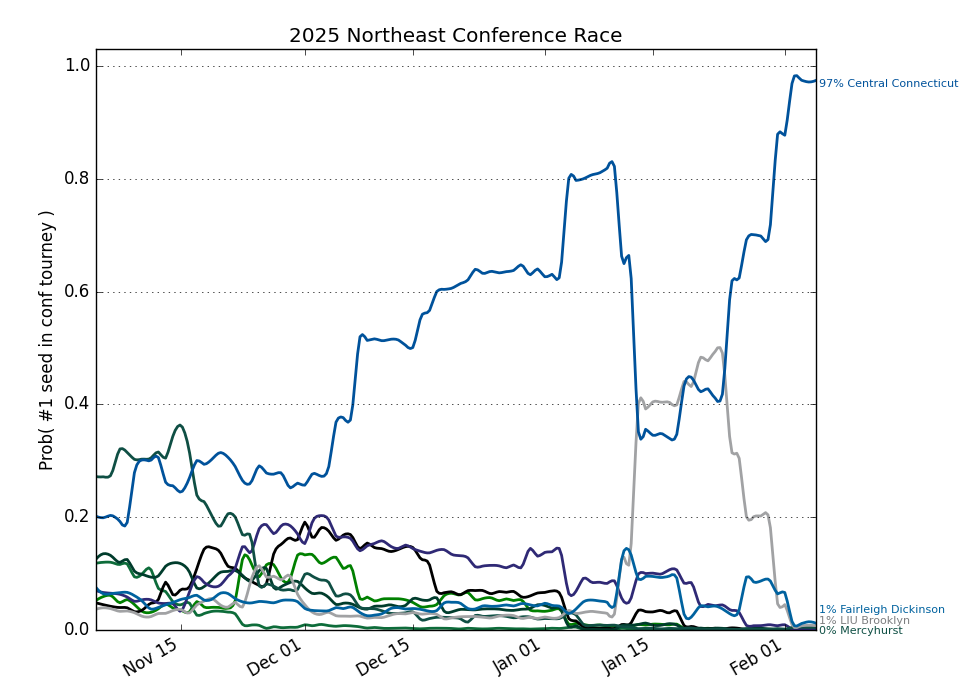 2025 Northeast Conference Race
Prob( #1 seed in conf tourney )
1.0
0.8
0.6
0.4
0.2
0.0
Nov 15
Dec 01
Dec 15
Jan 01
Jan 15
Feb 01
97% Central Connecticut
1% Fairleigh Dickinson
1% LIU Brooklyn
0% Mercyhurst